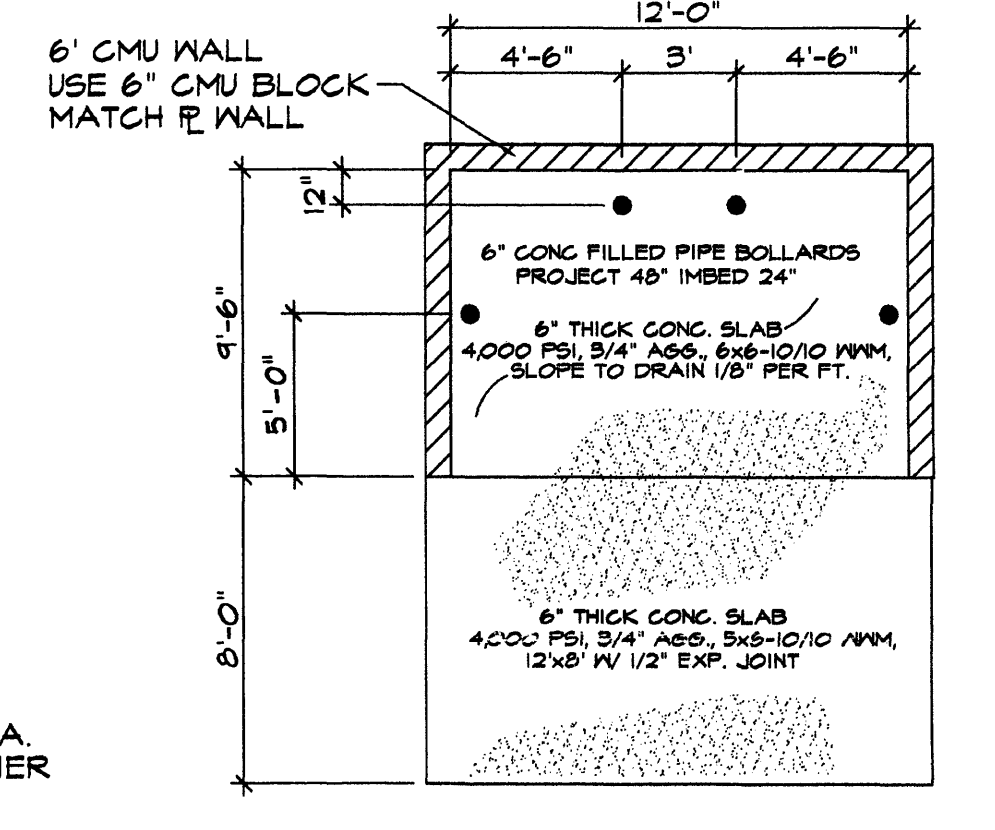 12'-0"
4'-6" 3' 4'-6"
6' CMU WALL
USE 6" CMU BLOCK
MATCH ⅊ WALL
12"
6" CONC FILLED PIPE BOLLARDS
PROJECT 48" IMBED 24"
9'-6"
5'-0"
6" THICK CONC. SLAB
4,000 PSI, 3/4" AGG., 6x6-10/10 WWM,
SLOPE TO DRAIN 1/8" PER FT.
8'-0"
6" THICK CONC. SLAB
4,000 PSI, 3/4" AGG., 5x6-10/10 WWM,
12'x8' W/ 1/2" EXP. JOINT
A.